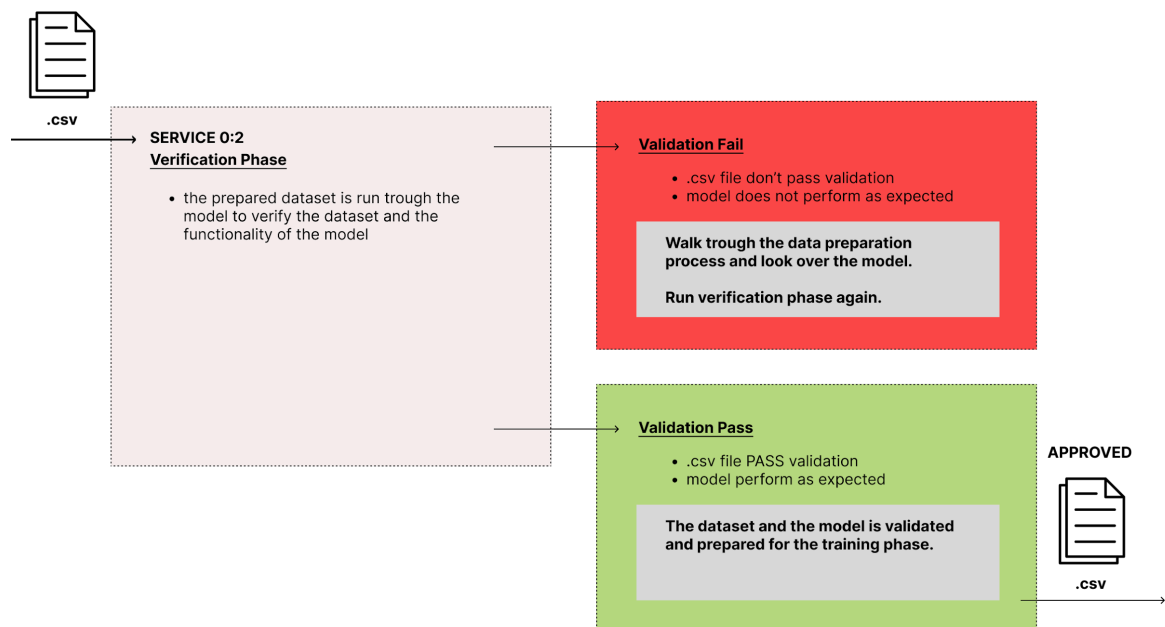 .csv
SERVICE 0:2
Verification Phase
• the prepared dataset is run trough the
model to verify the dataset and the
functionality of the model
Validation Fail
• .csv file don’t pass validation
• model does not perform as expected
Walk trough the data preparation
process and look over the model.
Run verification phase again.
Validation Pass
• .csv file PASS validation
• model perform as expected
The dataset and the model is validated
and prepared for the training phase.
APPROVED
.csv